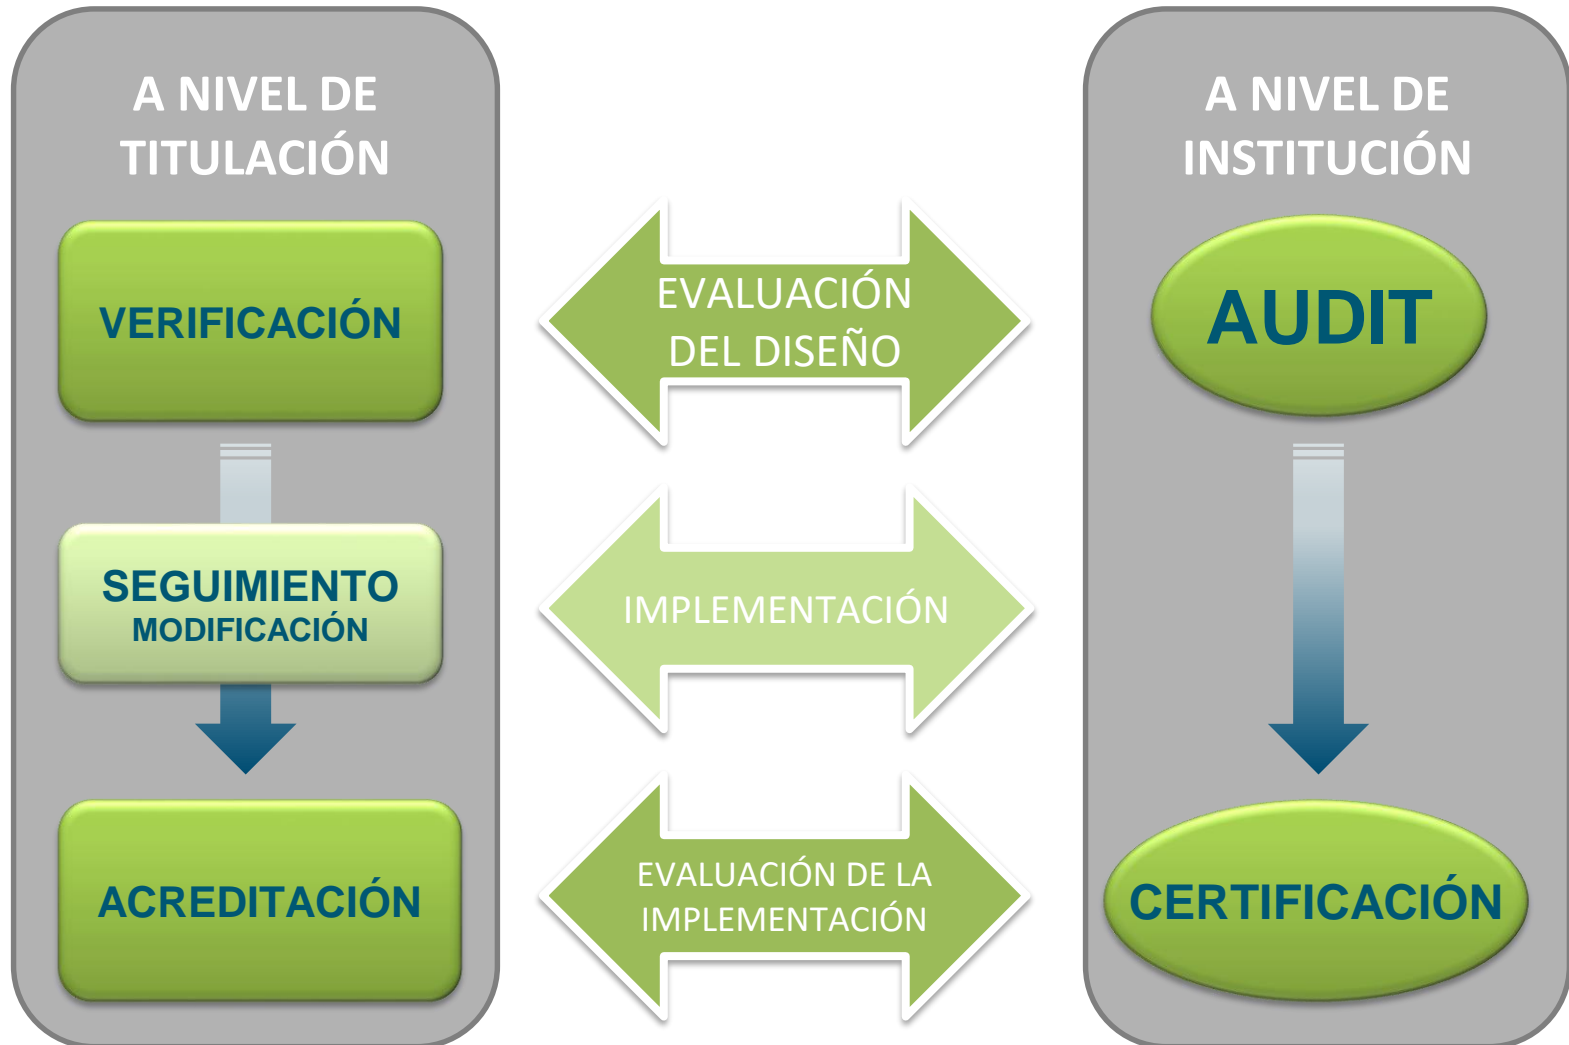 A NIVEL DE
TITULACIÓN
VERIFICACIÓN
SEGUIMIENTO
MODIFICACIÓN
ACREDITACIÓN
EVALUACIÓN
DEL DISEÑO
IMPLEMENTACIÓN
EVALUACIÓN DE LA
IMPLEMENTACIÓN
A NIVEL DE
INSTITUCIÓN
AUDIT
CERTIFICACIÓN